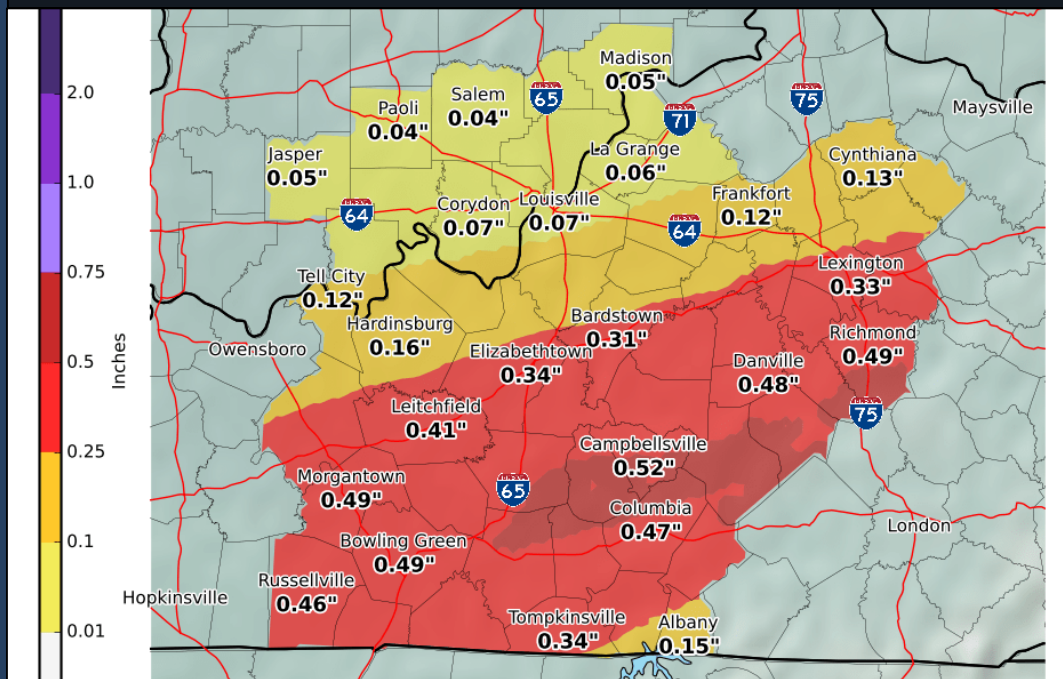 2.0
1.0
0.75
0.5
0.25
0.1
0.01
Inches
Madison
0.05"
65
75
71
Maysville
Salem
0.04"
Paoli
0.04"
Jasper
0.05"
La Grange
0.06"
Cynthiana
0.13"
64
Corydon
0.07"
Louisville
0.07"
Frankfort
0.12"
64
Tell City
0.12"
Lexington
0.33"
Hardinsburg
0.16"
Bardstown
0.31"
Richmond
0.49"
Owensboro
Elizabethtown
0.34"
Danville
0.48"
75
Leitchfield
0.41"
Campbellsville
0.52"
Morgantown
0.49"
65
Columbia
0.47"
London
Bowling Green
0.49"
Russellville
0.46"
Hopkinsville
Tompkinsville
0.34"
Albany
0.15"